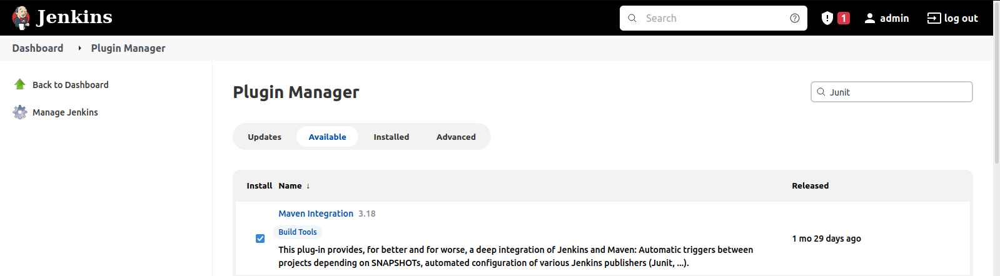 Jenkins
Search
1
admin
log out
Dashboard
Plugin Manager
Back to Dashboard
Manage Jenkins
Plugin Manager
Junit
Updates
Available
Installed
Advanced
Install Name ↓ Released
Maven Integration 3.18
Build Tools
This plug-in provides, for better and for worse, a deep integration of Jenkins and Maven: Automatic triggers between
projects depending on SNAPSHOTs, automated configuration of various Jenkins publishers (Junit, ...).
1 mo 29 days ago